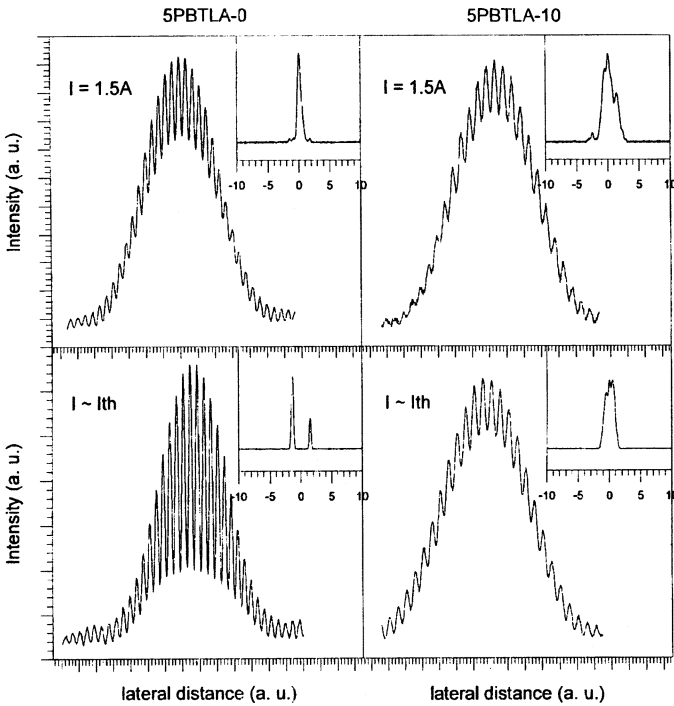 5PBTLA-0 5PBTLA-10
Intensity (a. u.)
I = 1.5A
-10 -5 0 5 10
I = 1.5A
-10 -5 0 5 10
Intensity (a. u.)
I ~ Ith
-10 -5 0 5 10
I ~ Ith
-10 -5 0 5 10
lateral distance (a. u.) lateral distance (a. u.)